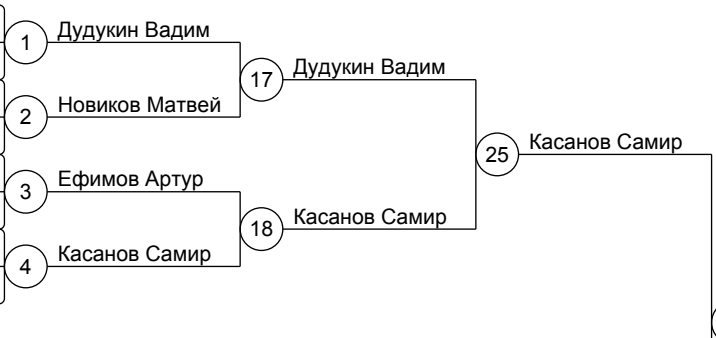 1 Дудукин Вадим
17 Дудукин Вадим
2 Новиков Матвей
25 Касанов Самир
3 Ефимов Артур
18 Касанов Самир
4 Касанов Самир